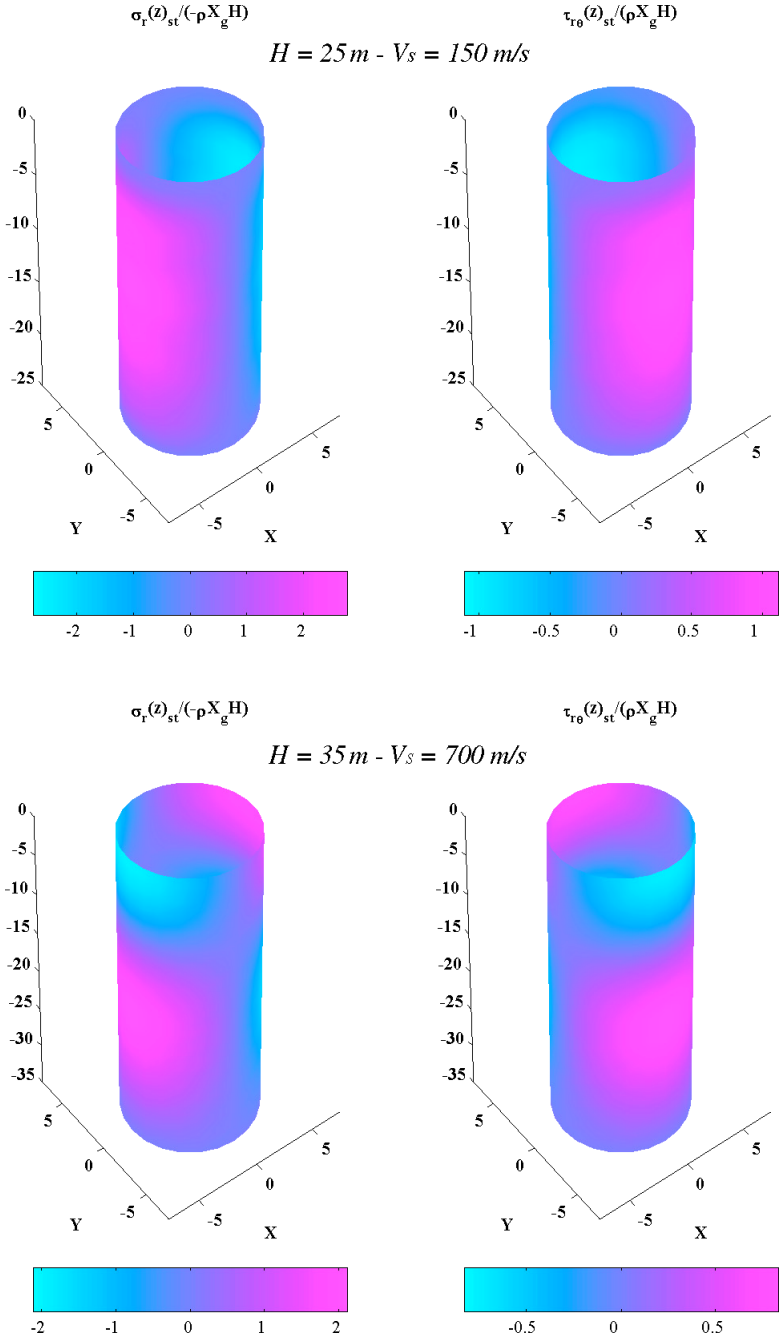 σr(z)st/(-ρXgH) τrθ(z)st/(ρXgH)
H = 25 m - Vs = 150 m/s
0 0
-5 -5
-10 -10
-15 -15
-20 -20
-25 -25
5 5 5 5
0 0 0 0
-5 -5 -5 -5
Y X Y X
-2 -1 0 1 2 -1 -0.5 0 0.5 1
σr(z)st/(-ρXgH) τrθ(z)st/(ρXgH)
H = 35 m - Vs = 700 m/s
0 0
-5 -5
-10 -10
-15 -15
-20 -20
-25 -25
-30 -30
-35 -35
5 5 5 5
0 0 0 0
-5 -5 -5 -5
Y X Y X
-2 -1 0 1 2 -0.5 0 0.5